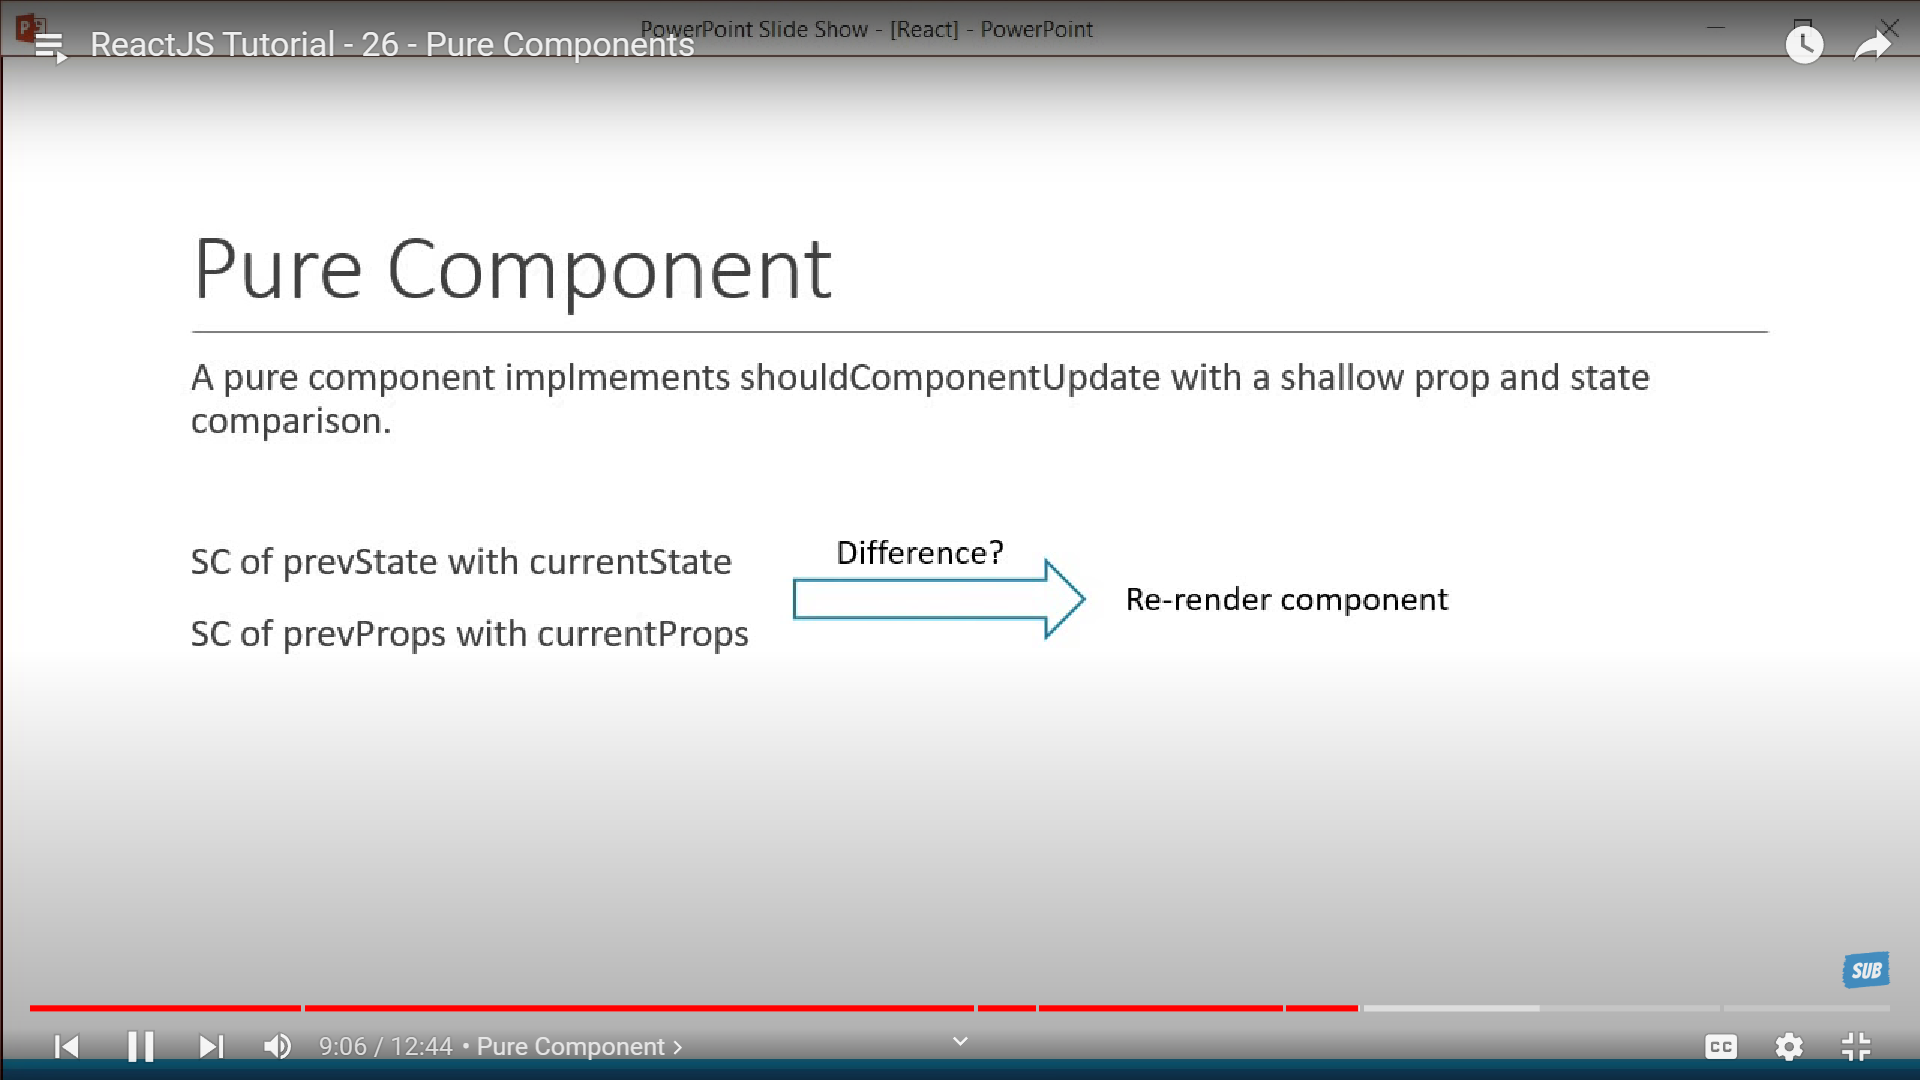 PowerPoint Slide Show - [React] - PowerPoint
ReactJS Tutorial - 26 - Pure Components
Pure Component
A pure component implmements shouldComponentUpdate with a shallow prop and state
comparison.
SC of prevState with currentState
Difference?
Re-render component
SC of prevProps with currentProps
SUB
9:06 / 12:44 • Pure Component >
CC